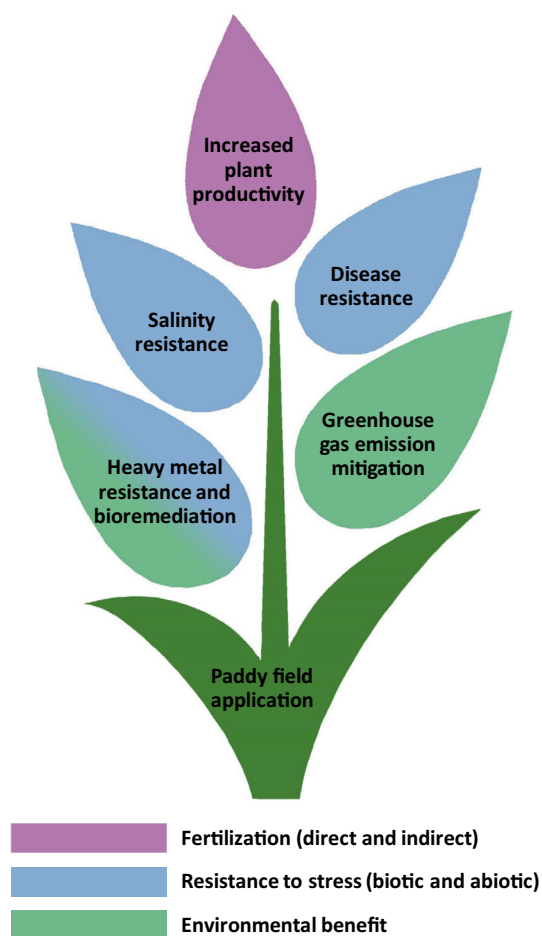 Increased
plant
productivity
Disease
resistance
Salinity
resistance
Greenhouse
gas emission
mitigation
Heavy metal
resistance and
bioremediation
Paddy field
application
Fertilization (direct and indirect)
Resistance to stress (biotic and abiotic)
Environmental benefit